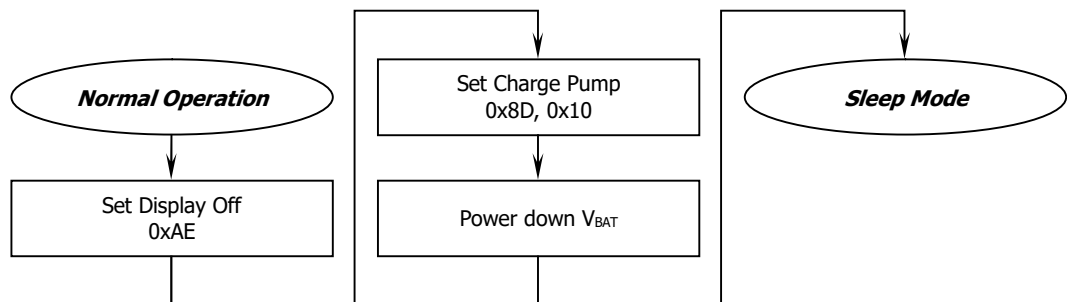 Normal Operation
Set Display Off
0xAE
Set Charge Pump
0x8D, 0x10
Power down VBAT
Sleep Mode